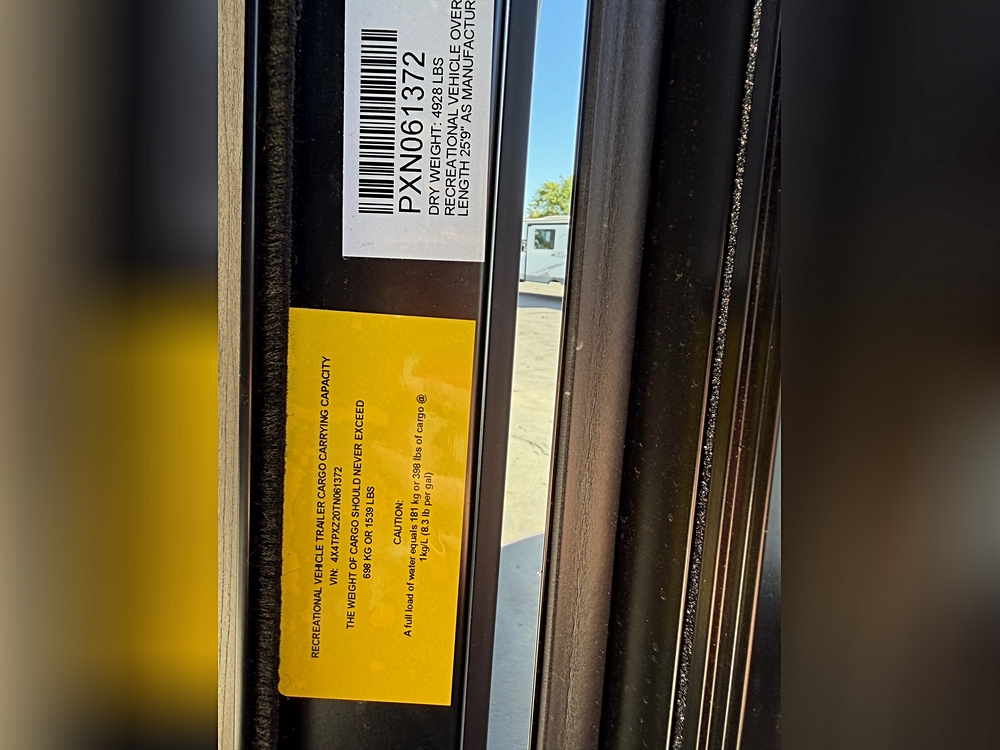 PXN061372
DRY WEIGHT: 4928 LBS
RECREATIONAL VEHICLE OVER
LENGTH 25'9" AS MANUFACTUR
RECREATIONAL VEHICLE TRAILER CARGO CARRYING CAPACITY
VIN: 4X4TPXZ20TN061372
THE WEIGHT OF CARGO SHOULD NEVER EXCEED
698 KG OR 1539 LBS
CAUTION:
A full load of water equals 181 kg or 398 lbs of cargo @
1kg/L (8.3 lb per gal)